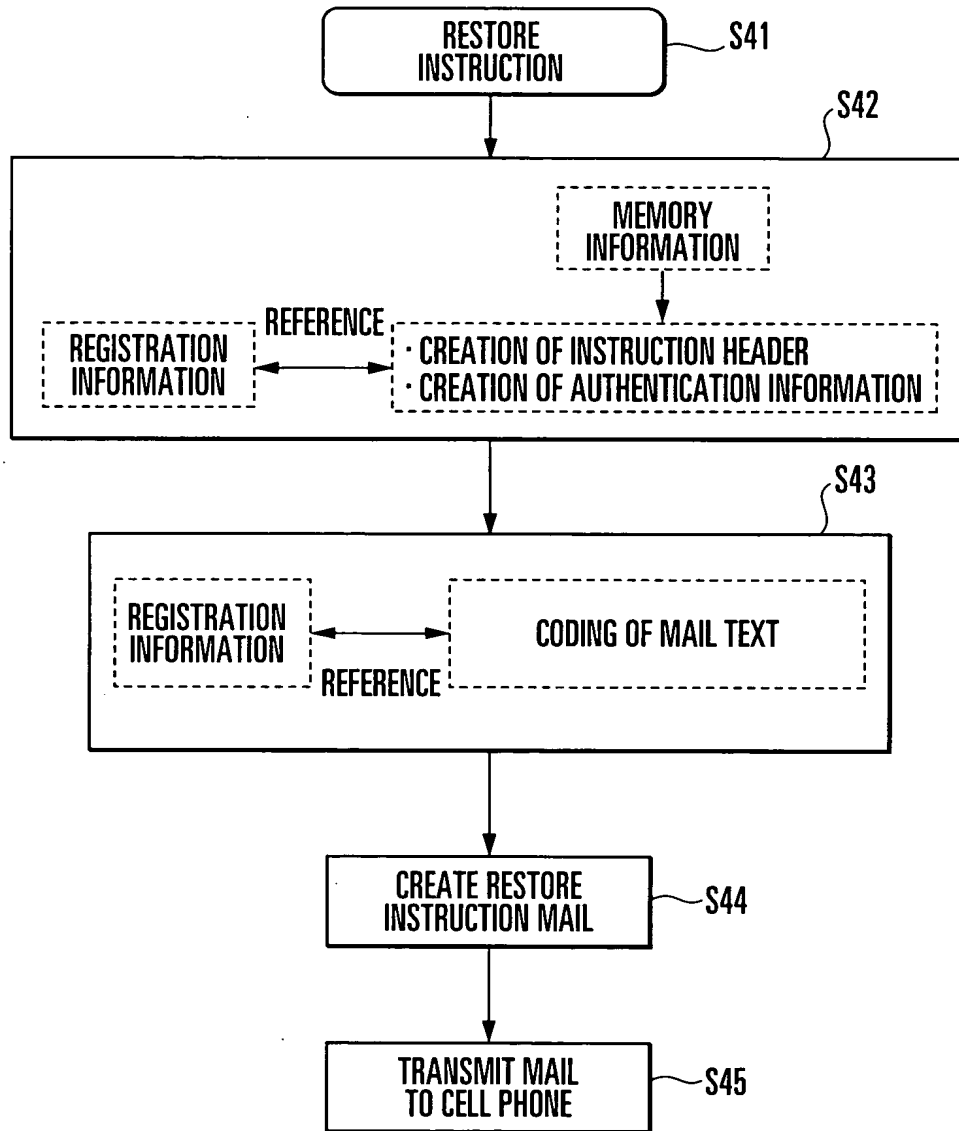 RESTORE
INSTRUCTION
S41
S42
MEMORY
INFORMATION
REGISTRATION
INFORMATION
REFERENCE
· CREATION OF INSTRUCTION HEADER
· CREATION OF AUTHENTICATION INFORMATION
S43
REGISTRATION
INFORMATION
REFERENCE
CODING OF MAIL TEXT
CREATE RESTORE
INSTRUCTION MAIL
S44
TRANSMIT MAIL
TO CELL PHONE
S45